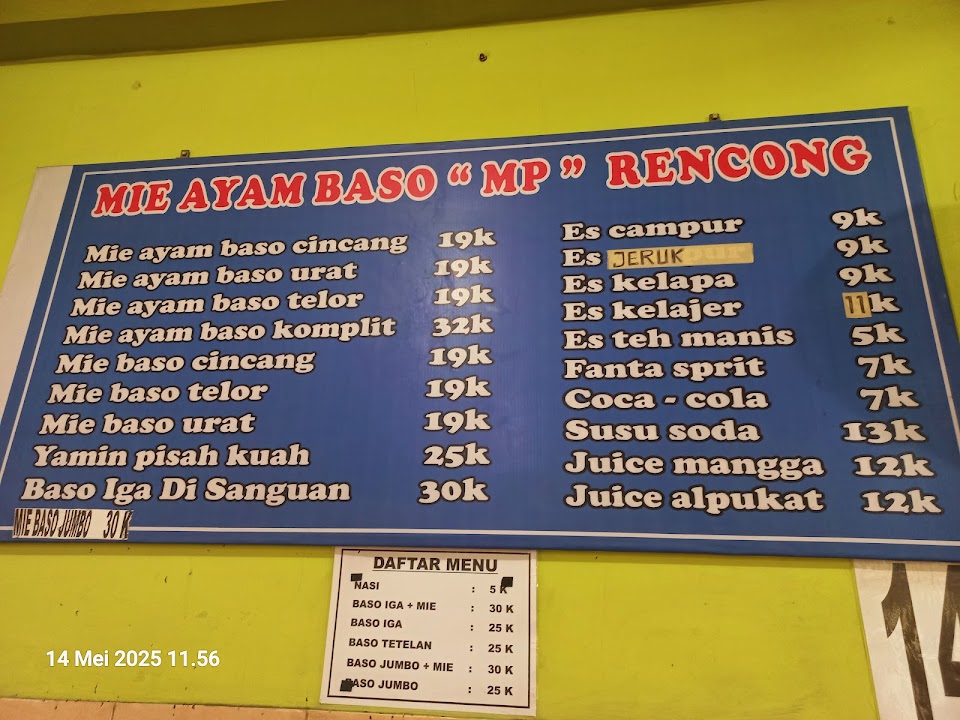 MIE AYAM BASO “ MP ” RENCONG
Mie ayam baso cincang 19k
Mie ayam baso urat 19k
Mie ayam baso telor 19k
Mie ayam baso komplit 32k
Mie baso cincang 19k
Mie baso telor 19k
Mie baso urat 19k
Yamin pisah kuah 25k
Baso Iga Di Sanguan 30k
MIE BASO JUMBO 30 K
Es campur 9k
Es JERUK 9k
Es kelapa 9k
Es kelajer 11k
Es teh manis 5k
Fanta sprit 7k
Coca - cola 7k
Susu soda 13k
Juice mangga 12k
Juice alpukat 12k
DAFTAR MENU
NASI : 5 K
BASO IGA + MIE : 30 K
BASO IGA : 25 K
BASO TETELAN : 25 K
BASO JUMBO + MIE : 30 K
BASO JUMBO : 25 K
14 Mei 2025 11.56